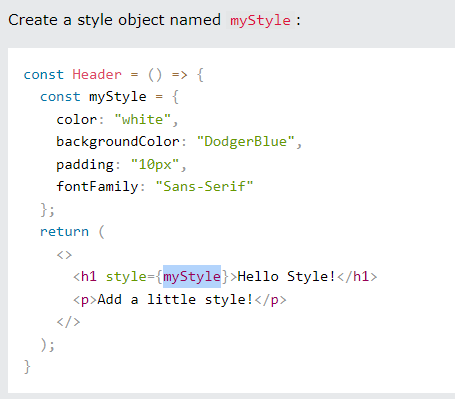 Create a style object named myStyle:
const Header = () => {
  const myStyle = {
    color: "white",
    backgroundColor: "DodgerBlue",
    padding: "10px",
    fontFamily: "Sans-Serif"
  };
  return (
    <>
      <h1 style={myStyle}>Hello Style!</h1>
      <p>Add a little style!</p>
    </>
  );
}